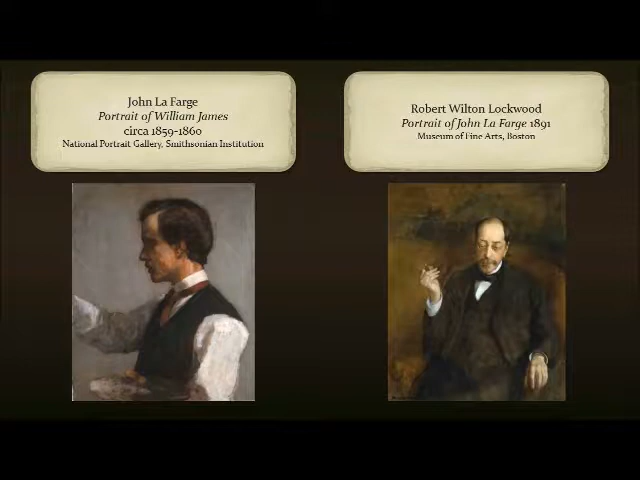 John La Farge
Portrait of William James
circa 1859-1860
National Portrait Gallery, Smithsonian Institution
Robert Wilton Lockwood
Portrait of John La Farge 1891
Museum of Fine Arts, Boston